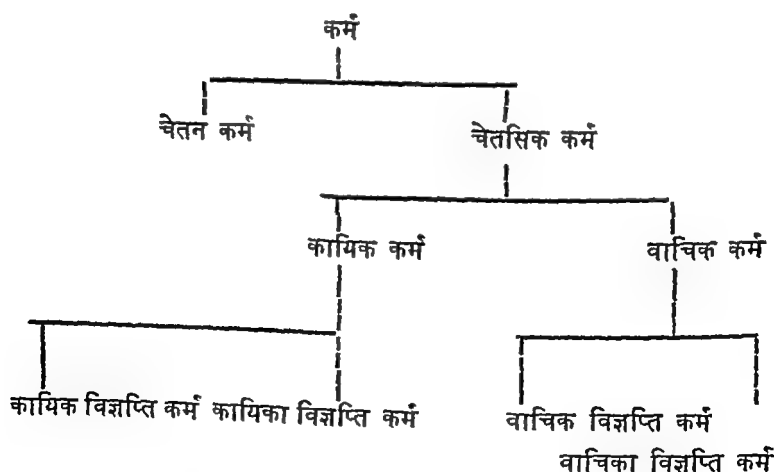 कर्म
चेतन कर्म चेतसिक कर्म
कायिक कर्म वाचिक कर्म
कायिक विज्ञप्ति कर्म कायिका विज्ञप्ति कर्म वाचिक विज्ञप्ति कर्म
वाचिका विज्ञप्ति कर्म